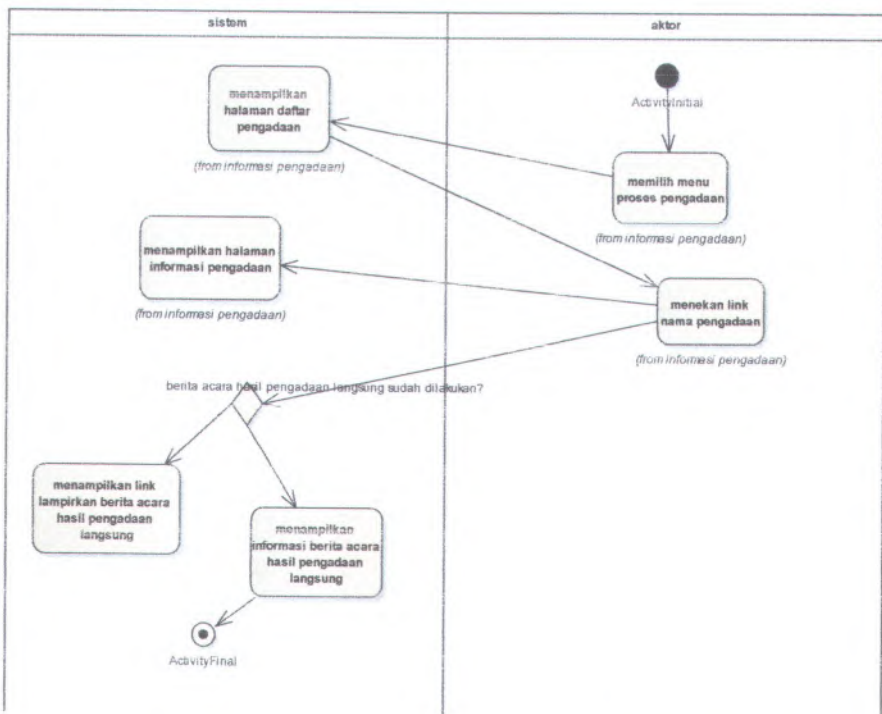 sistem
aktor
menampilkan
halaman daftar
pengadaan
(from informasi pengadaan)
ActivityInitial
memilih menu
proses pengadaan
(from informasi pengadaan)
menampilkan halaman
informasi pengadaan
(from informasi pengadaan)
menekan link
nama pengadaan
(from informasi pengadaan)
berita acara hasil pengadaan langsung sudah dilakukan?
menampilkan link
lampirkan berita acara
hasil pengadaan
langsung
menampilkan
informasi berita acara
hasil pengadaan
langsung
ActivityFinal